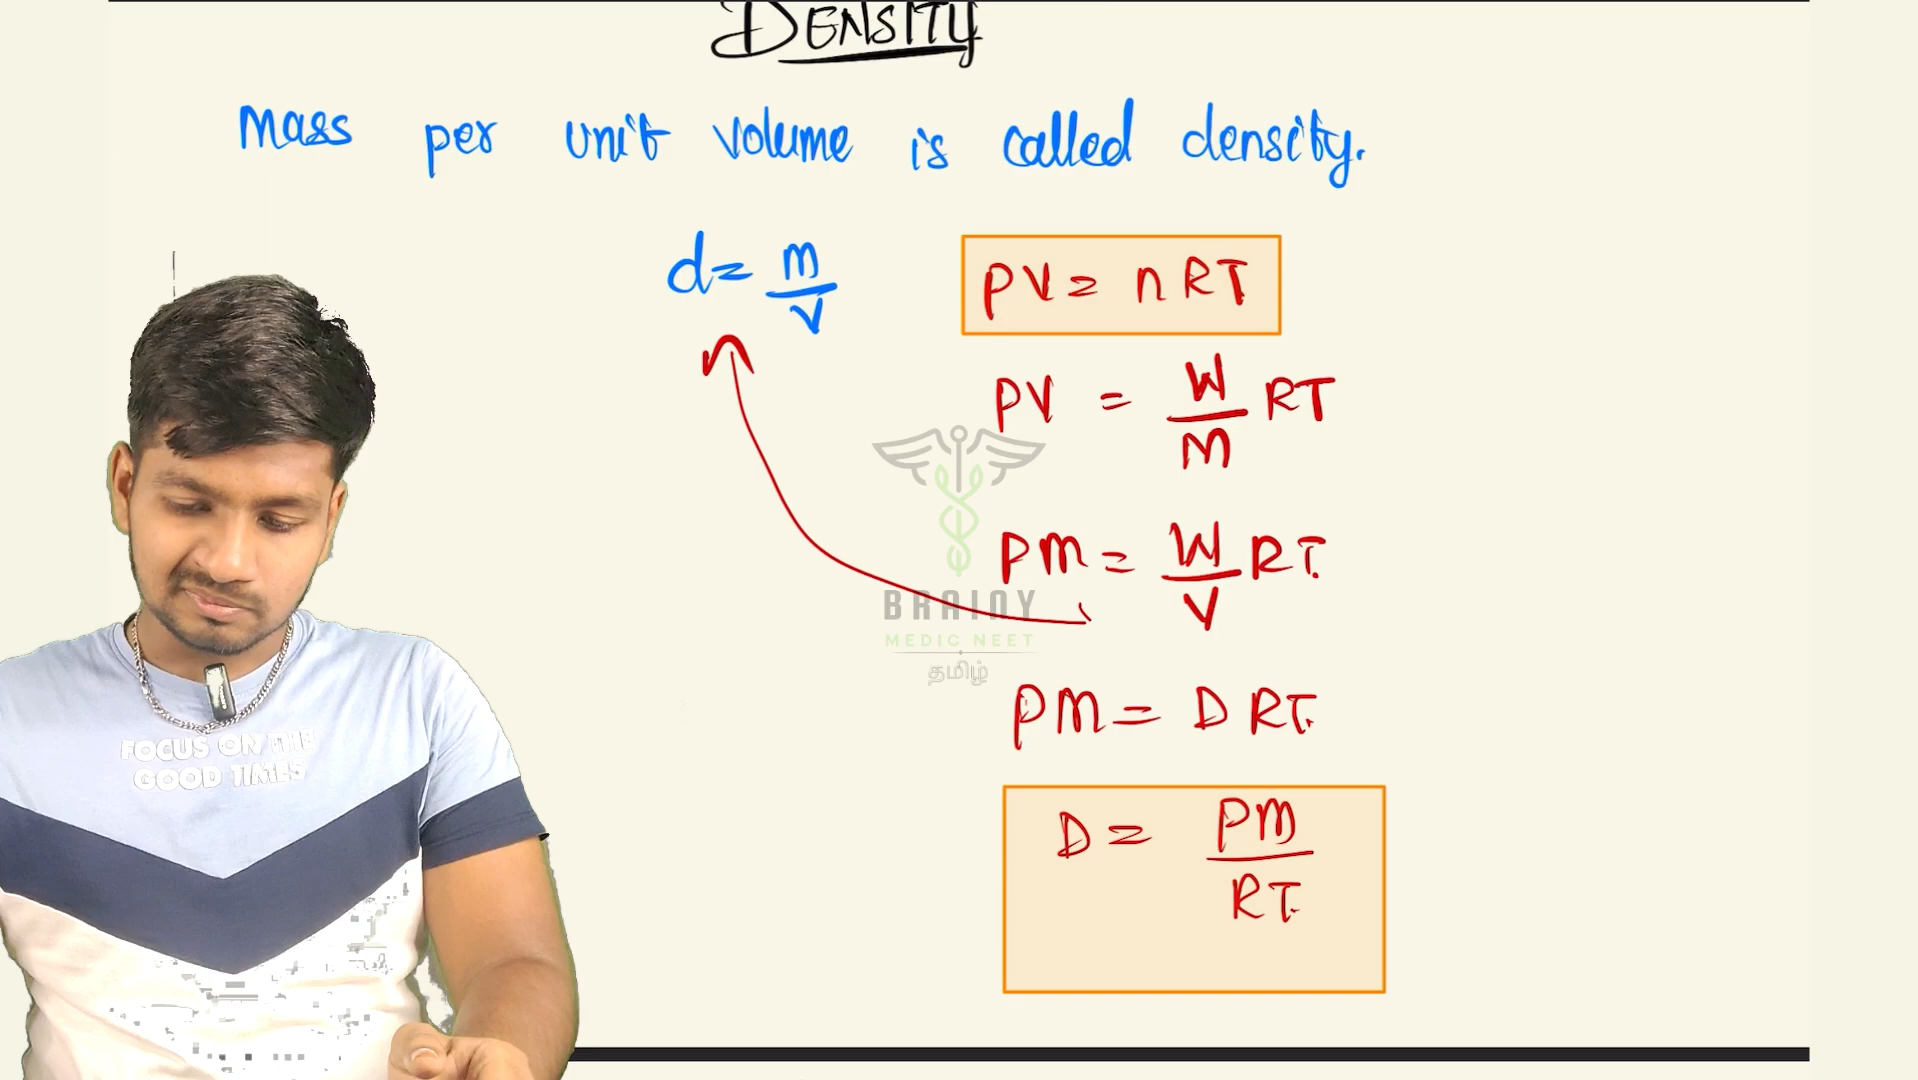 DENSITY
Mass per unit volume is called density.
d = m/V
PV = nRT
PV = W/M RT
PM = W/V RT
PM = DRT
D = PM/RT
BRAINY
MEDIC NEET
தமிழ்
FOCUS ON THE
GOOD TIMES